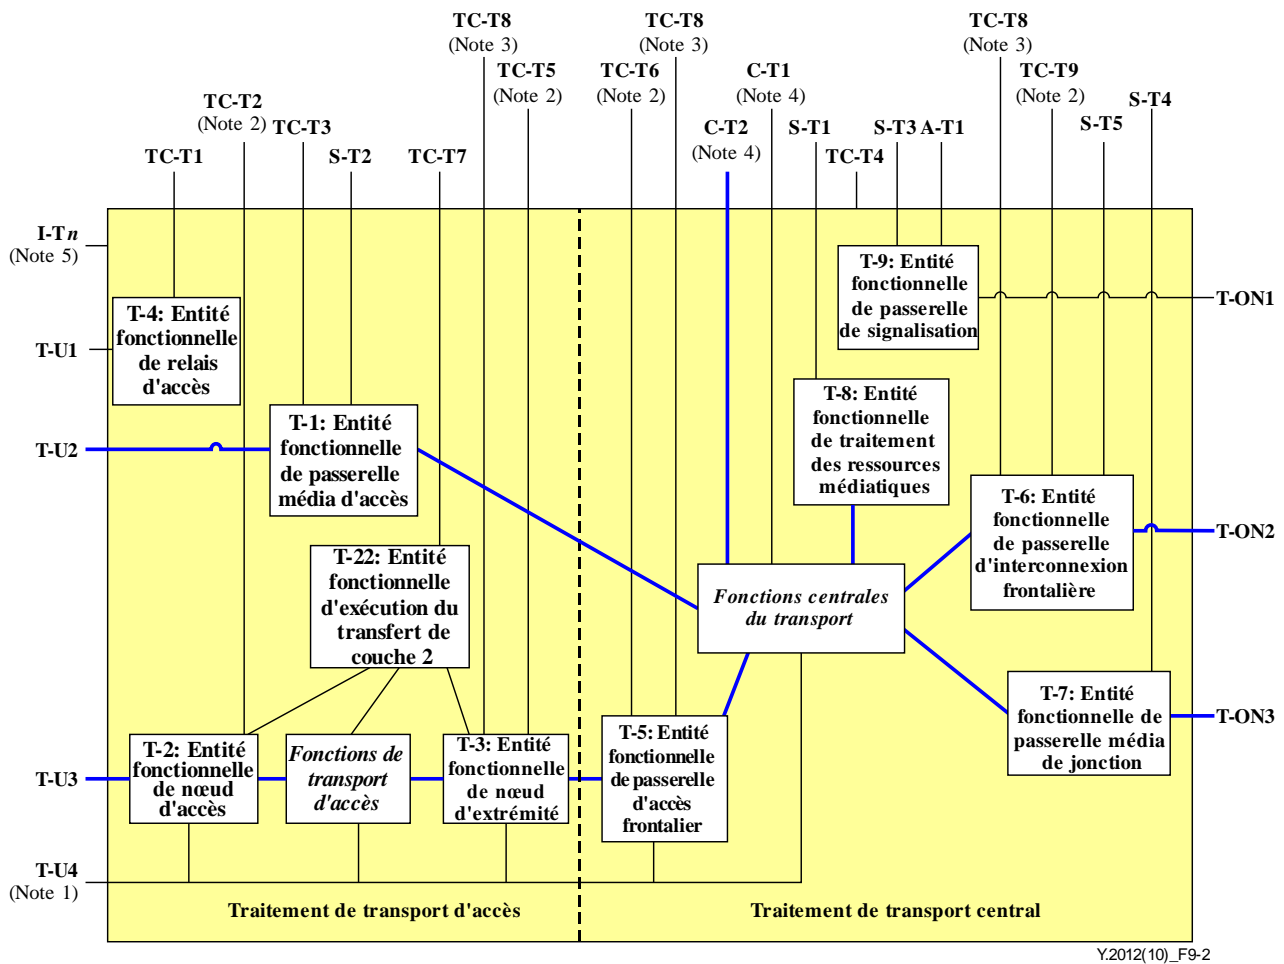 TC-T8
(Note 3)
TC-T8
(Note 3)
TC-T8
(Note 3)
TC-T5
(Note 2)
TC-T6
(Note 2)
C-T1
(Note 4)
TC-T9
(Note 2)
TC-T2
(Note 2)
TC-T3
C-T2
(Note 4)
S-T1
S-T3
A-T1
S-T5
S-T4
TC-T1
S-T2
TC-T7
TC-T4
I-Tn
(Note 5)
T-U1
T-U2
T-U3
T-U4
(Note 1)
T-4: Entité
fonctionnelle
de relais
d'accès
T-1: Entité
fonctionnelle
de passerelle
média d'accès
T-22: Entité
fonctionnelle
d'exécution du
transfert de
couche 2
T-2: Entité
fonctionnelle
de nœud
d'accès
Fonctions de
transport
d'accès
T-3: Entité
fonctionnelle
de nœud
d'extrémité
T-5: Entité
fonctionnelle
de passerelle
d'accès
frontalier
Fonctions centrales
du transport
T-9: Entité
fonctionnelle
de passerelle
de signalisation
T-8: Entité
fonctionnelle
de traitement
des ressources
médiatiques
T-6: Entité
fonctionnelle
de passerelle
d'interconnexion
frontalière
T-7: Entité
fonctionnelle de
passerelle média
de jonction
T-ON1
T-ON2
T-ON3
Traitement de transport d'accès
Traitement de transport central
Y.2012(10)_F9-2